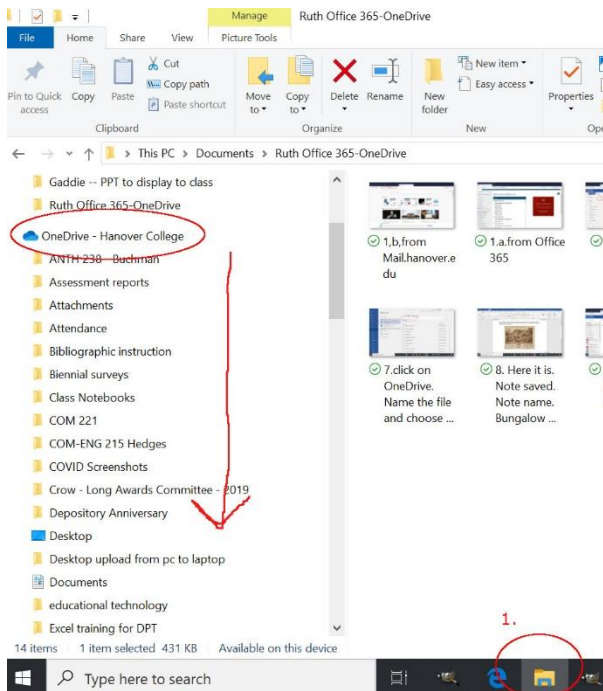 Manage
Ruth Office 365-OneDrive
File
Home
Share
View
Picture Tools
Pin to Quick
access
Copy
Paste
Cut
Copy path
Paste shortcut
Clipboard
Move
to
Copy
to
Delete
Rename
Organize
New
folder
New item
Easy access
New
Properties
Ope
This PC > Documents > Ruth Office 365-OneDrive
Gaddie -- PPT to display to class
Ruth Office 365-OneDrive
OneDrive - Hanover College
ANTH 238 - Buchman
Assessment reports
Attachments
Attendance
Bibliographic instruction
Biennial surveys
Class Notebooks
COM 221
COM-ENG 215 Hedges
COVID Screenshots
Crow - Long Awards Committee - 2019
Depository Anniversary
Desktop
Desktop upload from pc to laptop
Documents
educational technology
Excel training for DPT
1,b,from
Mail.hanover.e
du
1.a.from Office
365
7.click on
OneDrive.
Name the file
and choose ...
8. Here it is.
Note saved.
Note name.
Bungalow ...
1.
14 items
1 item selected 431 KB
Available on this device
Type here to search